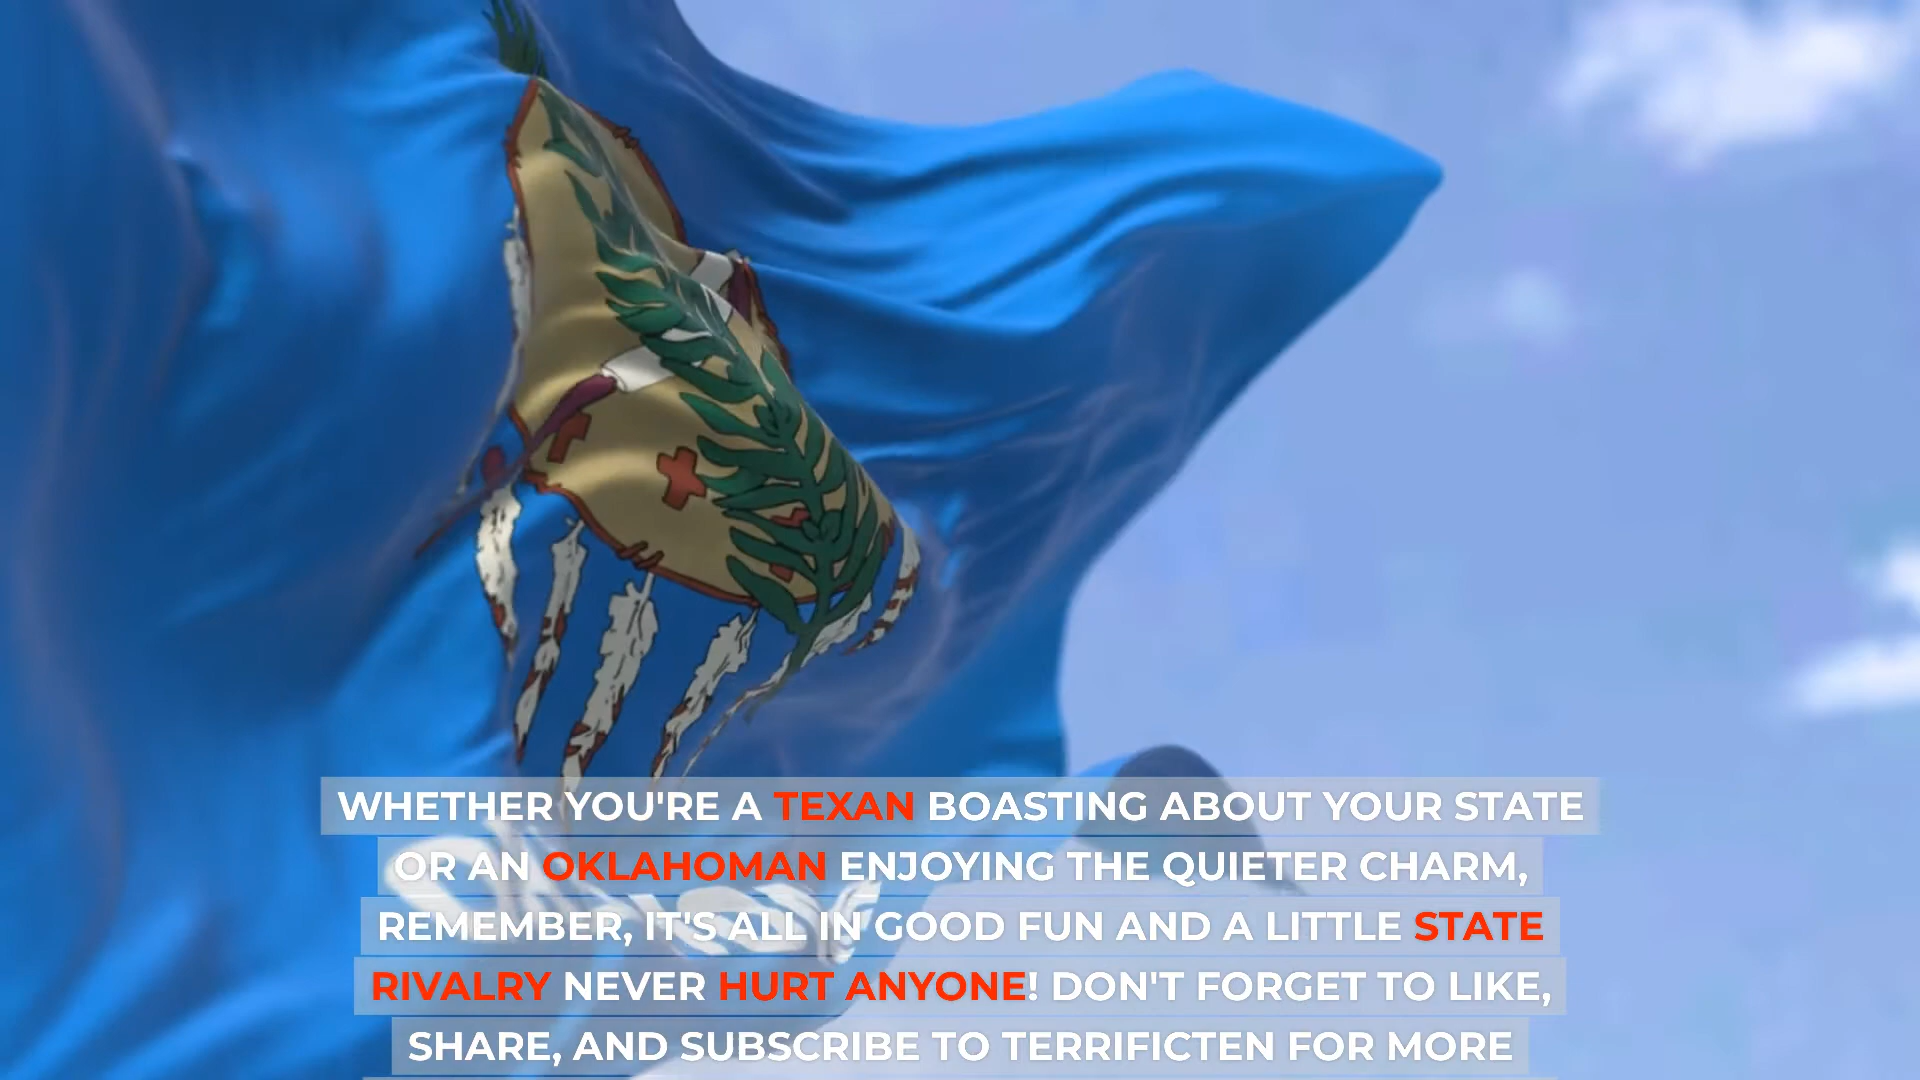 WHETHER YOU'RE A TEXAN BOASTING ABOUT YOUR STATE
OR AN OKLAHOMAN ENJOYING THE QUIETER CHARM,
REMEMBER, IT'S ALL IN GOOD FUN AND A LITTLE STATE
RIVALRY NEVER HURT ANYONE! DON'T FORGET TO LIKE,
SHARE, AND SUBSCRIBE TO TERRIFICTEN FOR MORE